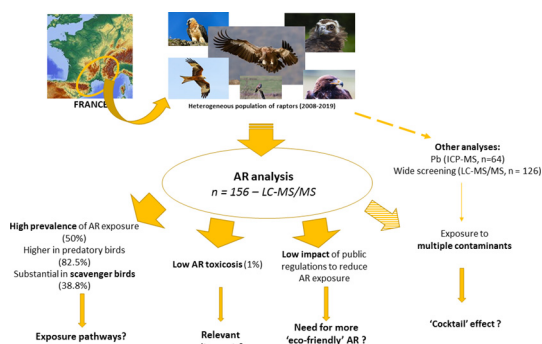 FRANCE
Heterogeneous population of raptors (2008-2019)
Other analyses:
Pb (ICP-MS, n=64)
Wide screening (LC-MS/MS, n = 126)
AR analysis
n = 156 – LC-MS/MS
High prevalence of AR exposure
(50%)
Higher in predatory birds
(82.5%)
Substantial in scavenger birds
(38.8%)
Low AR toxicosis (1%)
Low impact of public
regulations to reduce
AR exposure
Exposure to
multiple contaminants
Exposure pathways?
Relevant
Need for more
'eco-friendly' AR ?
'Cocktail' effect ?